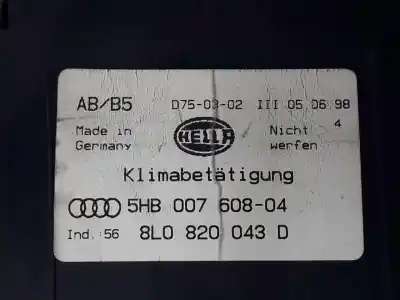 AB/B5 D75-03-02 III 05 06 98
4
Made in Germany
HELLA
Nicht werfen
Klimabetätigung
5HB 007 608-04
Ind.:56 8L0 820 043 D